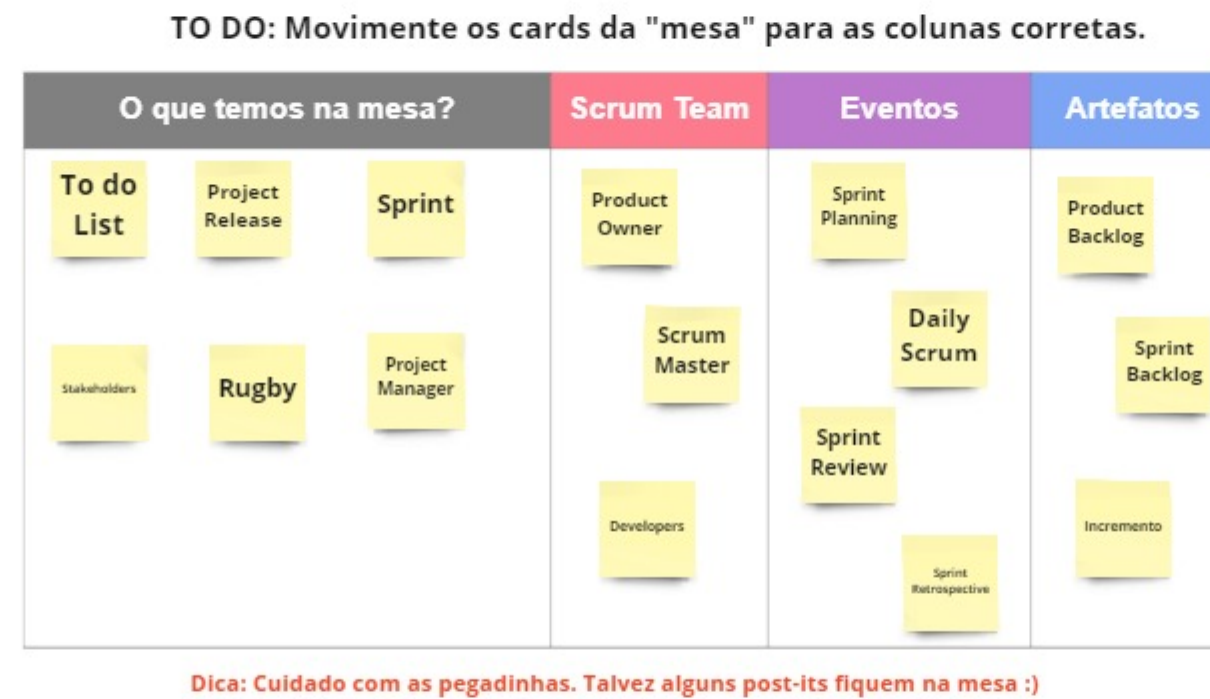 TO DO: Movimente os cards da "mesa" para as colunas corretas.
O que temos na mesa?
Scrum Team
Eventos
Artefatos
To do
List
Project
Release
Sprint
Stakeholders
Rugby
Project
Manager
Product
Owner
Scrum
Master
Developers
Sprint
Planning
Daily
Scrum
Sprint
Review
Sprint
Retrospective
Product
Backlog
Sprint
Backlog
Incremento
Dica: Cuidado com as pegadinhas. Talvez alguns post-its fiquem na mesa :)